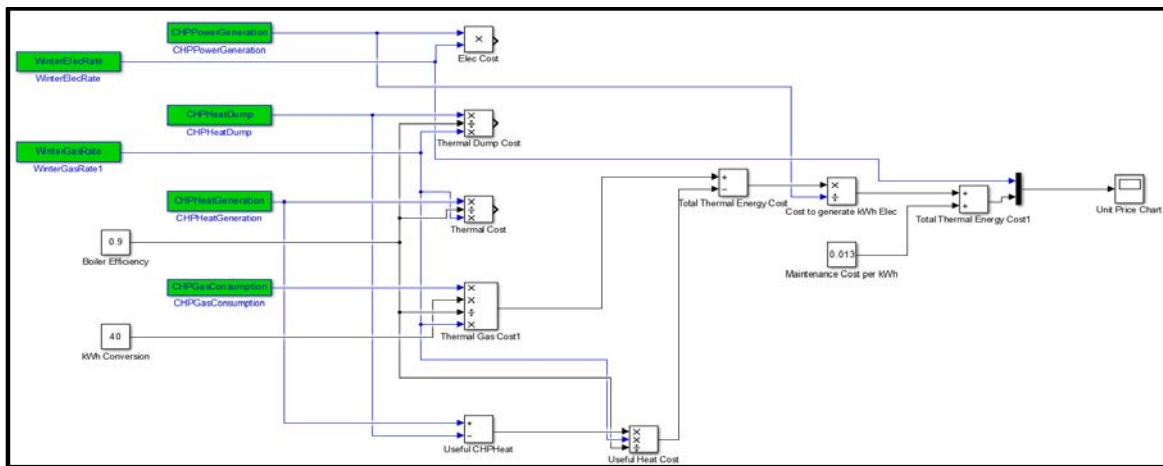 CHPPowerGeneration
CHPPowerGeneration
×
Elec Cost
WinterElecRate
WinterElecRate
CHPHeatDump
CHPHeatDump
×
÷
×
Thermal Dump Cost
WinterGasRate
WinterGasRate1
CHPHeatGeneration
CHPHeatGeneration
×
÷
×
Thermal Cost
0.9
Boiler Efficiency
CHPGasConsumption
CHPGasConsumption
×
×
÷
×
Thermal Gas Cost1
40
kWh Conversion
+
−
Useful CHPHeat
×
×
÷
Useful Heat Cost
+
−
Total Thermal Energy Cost
×
÷
Cost to generate kWh Elec
0.013
Maintenance Cost per kWh
+
+
Total Thermal Energy Cost1
Unit Price Chart